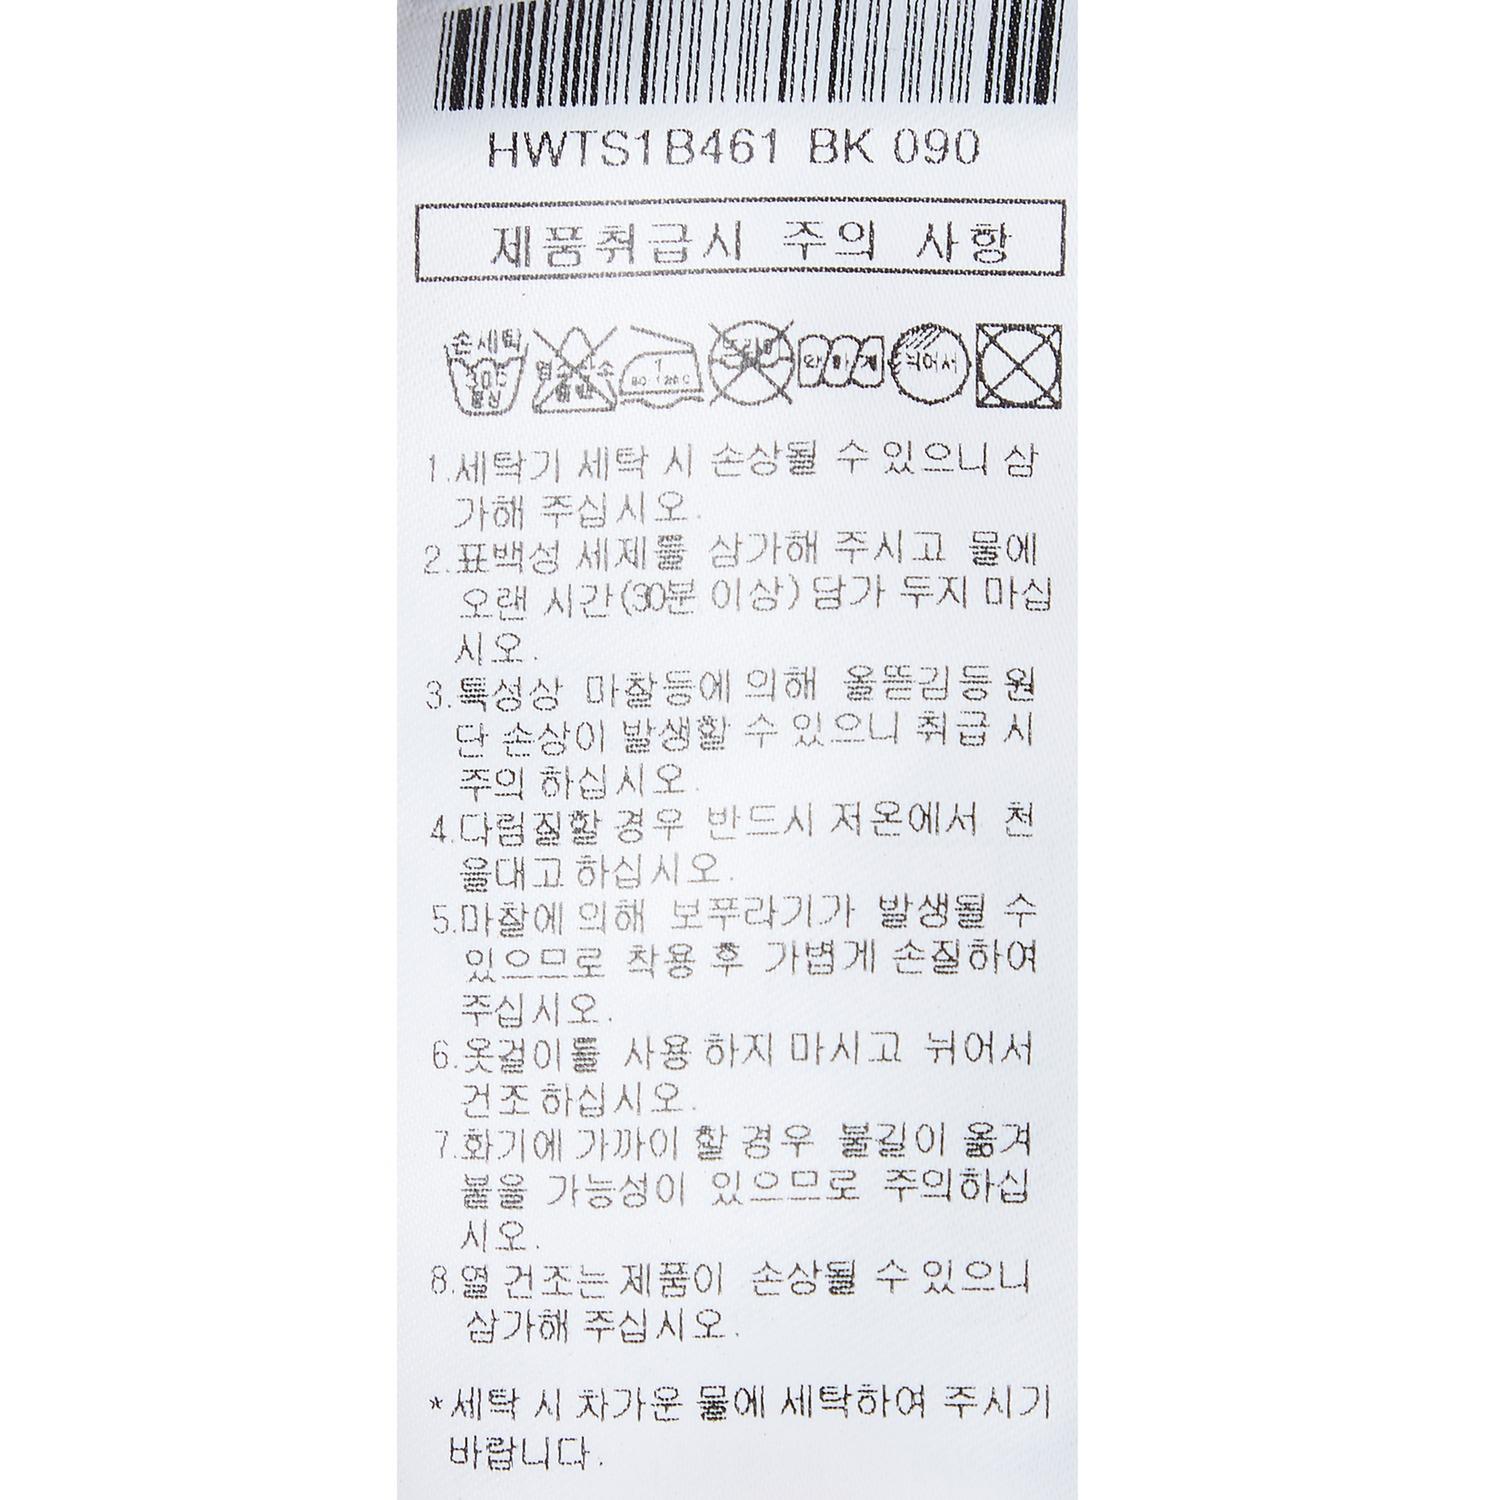 HWTS1B461 BK 090
제품취급시 주의 사항
손세탁
30℃
중성
염소산소
표백
1
80-120℃
드라이
약하게
뉘어서
1.세탁기 세탁 시 손상될 수 있으니 삼
가해 주십시오.
2.표백성 세제를 삼가해 주시고 물에
오랜 시간(30분 이상) 담가 두지 마십
시오.
3.특성상 마찰등에 의해 올뜯김등 원
단 손상이 발생할 수 있으니 취급 시
주의 하십시오.
4.다림질할 경우 반드시 저온에서 천
을대고 하십시오.
5.마찰에 의해 보푸라기가 발생될 수
있으므로 착용 후 가볍게 손질하여
주십시오.
6.옷걸이를 사용 하지 마시고 뉘어서
건조 하십시오.
7.화기에 가까이 할 경우 불길이 옮겨
붙을 가능성이 있으므로 주의하십
시오.
8.열 건조는 제품이 손상될 수 있으니
삼가해 주십시오.
*세탁 시 차가운 물에 세탁하여 주시기
바랍니다.